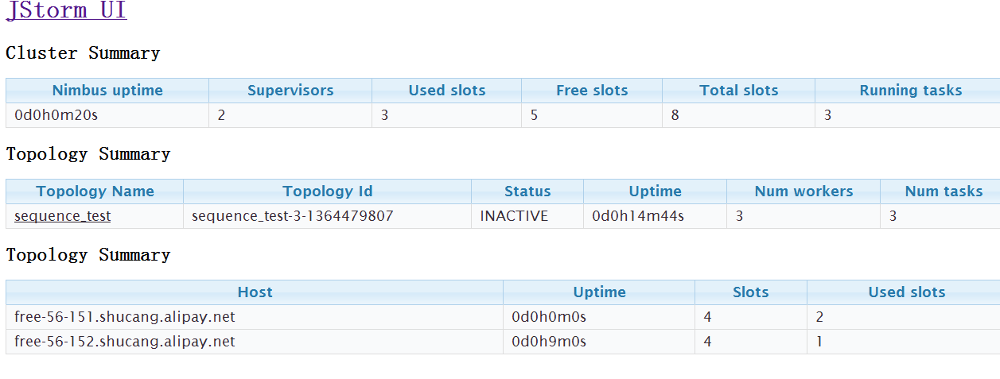 JStorm UI
Cluster Summary
Nimbus uptime Supervisors Used slots Free slots Total slots Running tasks
0d0h0m20s 2 3 5 8 3
Topology Summary
Topology Name Topology Id Status Uptime Num workers Num tasks
sequence_test sequence_test-3-1364479807 INACTIVE 0d0h14m44s 3 3
Topology Summary
Host Uptime Slots Used slots
free-56-151.shucang.alipay.net 0d0h0m0s 4 2
free-56-152.shucang.alipay.net 0d0h9m0s 4 1